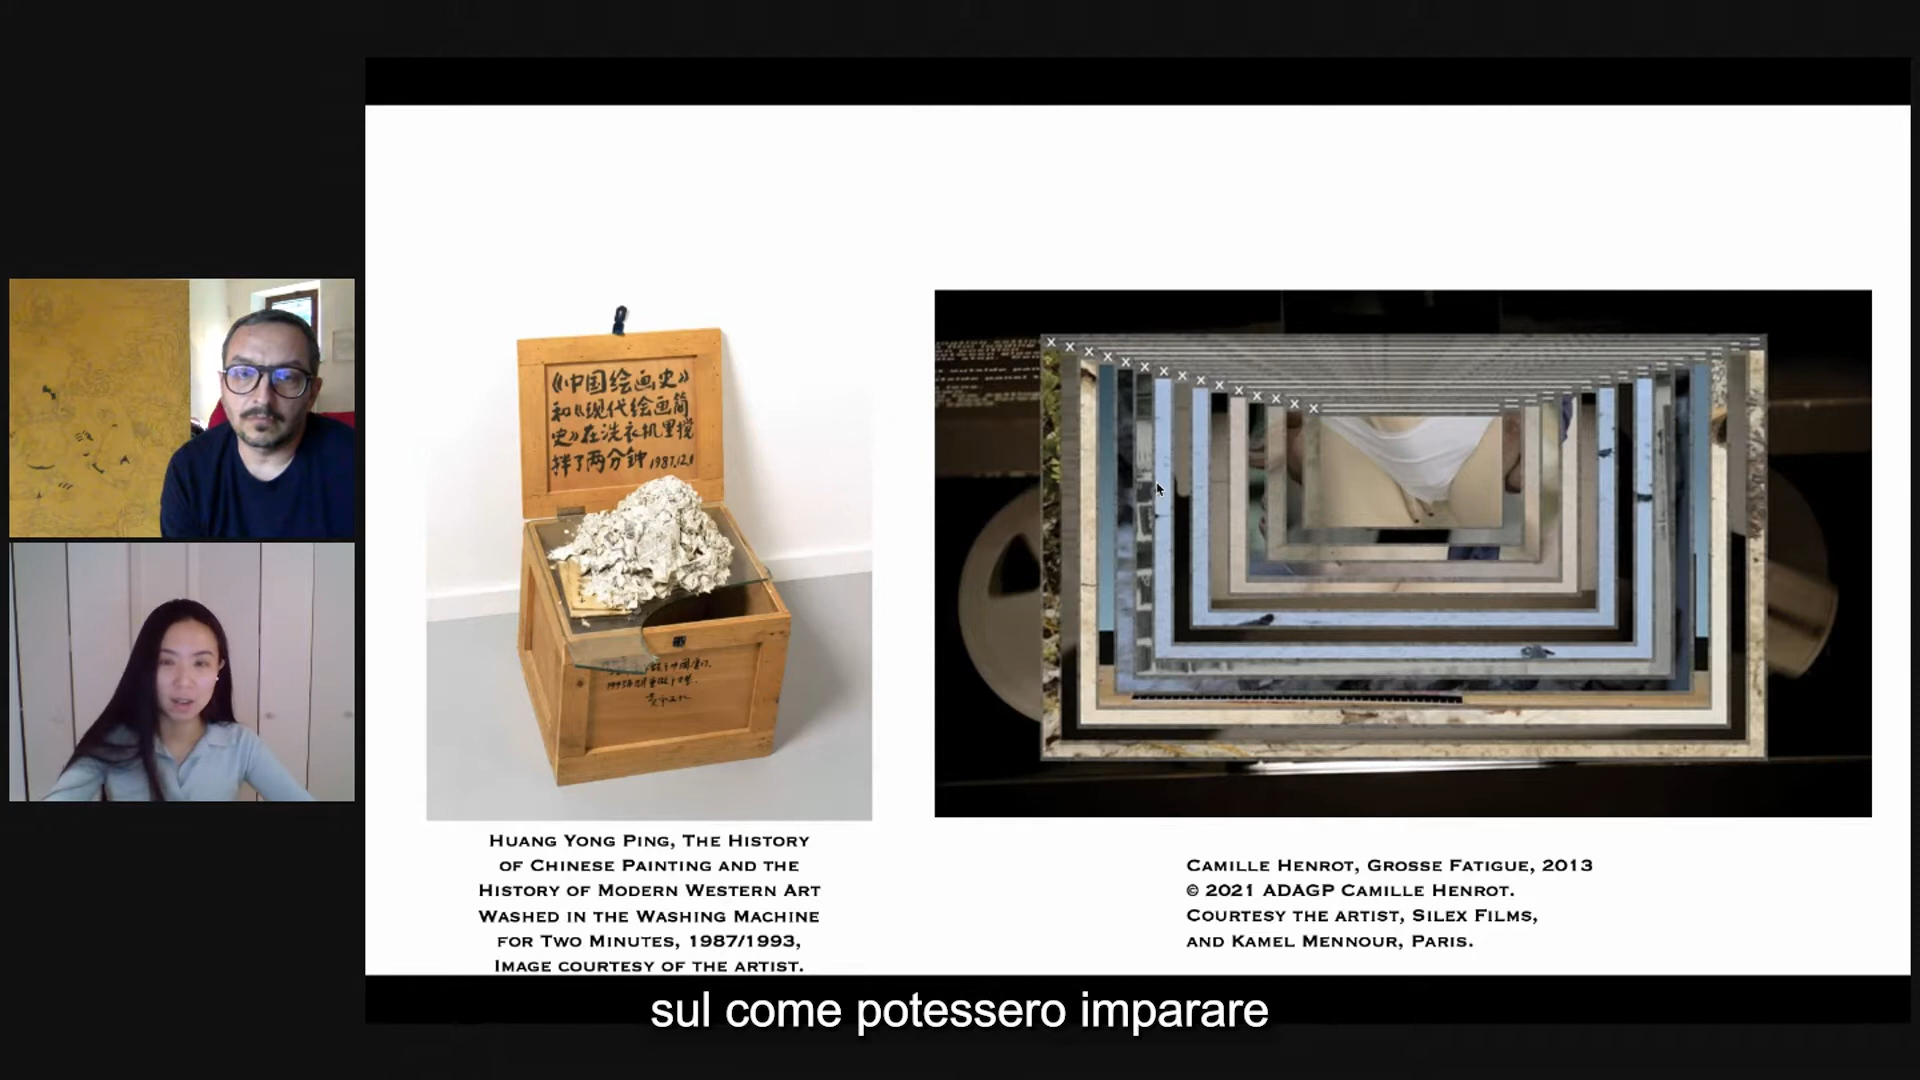 《中国绘画史》
和《现代绘画简
史》在洗衣机里搅
拌了两分钟 1987.12.1
HUANG YONG PING, THE HISTORY
OF CHINESE PAINTING AND THE
HISTORY OF MODERN WESTERN ART
WASHED IN THE WASHING MACHINE
FOR TWO MINUTES, 1987/1993,
IMAGE COURTESY OF THE ARTIST.
CAMILLE HENROT, GROSSE FATIGUE, 2013
© 2021 ADAGP CAMILLE HENROT.
COURTESY THE ARTIST, SILEX FILMS,
AND KAMEL MENNOUR, PARIS.
sul come potessero imparare